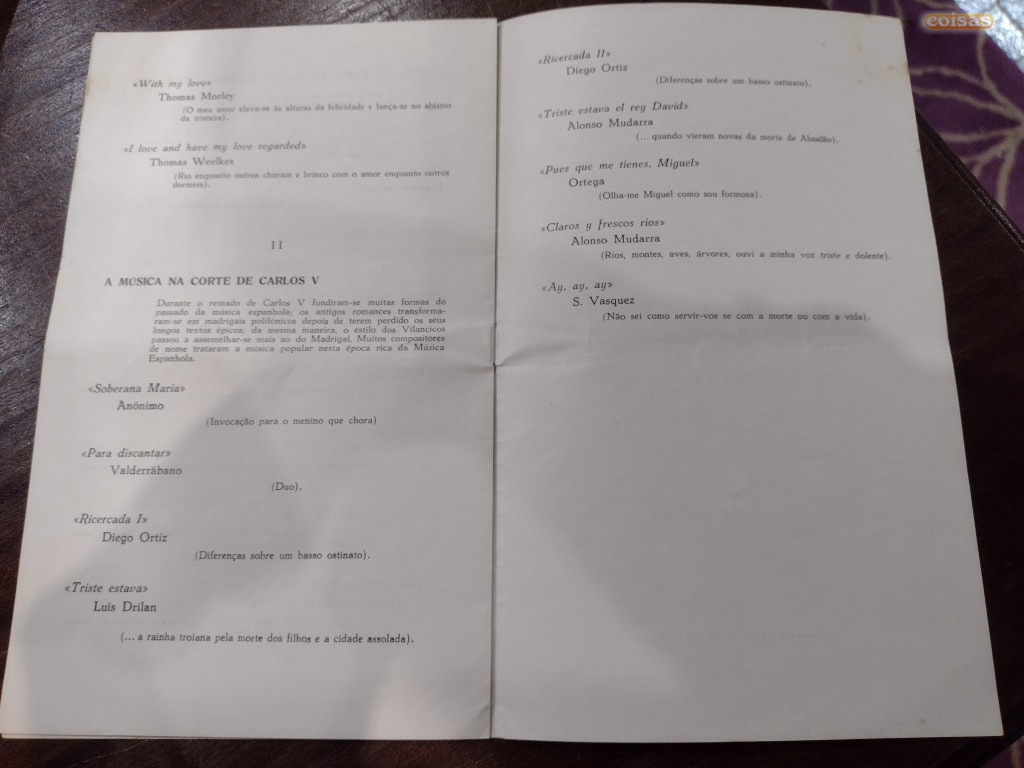 coisas
«With my love»
Thomas Morley
(O meu amor eleva-se às alturas da felicidade e lança-se no abismo
da tristeza).
«I love and have my love regarded»
Thomas Weelkes
(Rio enquanto outros choram e brinco com o amor enquanto outros
dormem).
II
A MÚSICA NA CORTE DE CARLOS V
Durante o reinado de Carlos V fundiram-se muitas formas do
passado da música espanhola; os antigos romances transforma-
ram-se em madrigais polifónicos depois de terem perdido os seus
longos textos épicos; da mesma maneira, o estilo dos Vilancicos
passou a assemelhar-se mais ao do Madrigal. Muitos compositores
de nome trataram a música popular nesta época rica da Música
Espanhola.
«Soberana Maria»
Anónimo
(Invocação para o menino que chora)
«Para discantar»
Valderrábano
(Duo).
«Ricercada I»
Diego Ortiz
(Diferenças sobre um basso ostinato).
«Triste estava»
Luís Drilan
(... a rainha troiana pela morte dos filhos e a cidade assolada).
«Ricercada II»
Diego Ortiz
(Diferenças sobre um basso ostinato).
«Triste estava el rey David»
Alonso Mudarra
(... quando vieram novas da morte de Absalão).
«Pues que me tienes, Miguel»
Ortega
(Olha-me Miguel como sou formosa).
«Claros y frescos ríos»
Alonso Mudarra
(Rios, montes, aves, árvores, ouvi a minha voz triste e dolente).
«Ay, ay, ay»
S. Vasquez
(Não sei como servir-vos se com a morte ou com a vida).